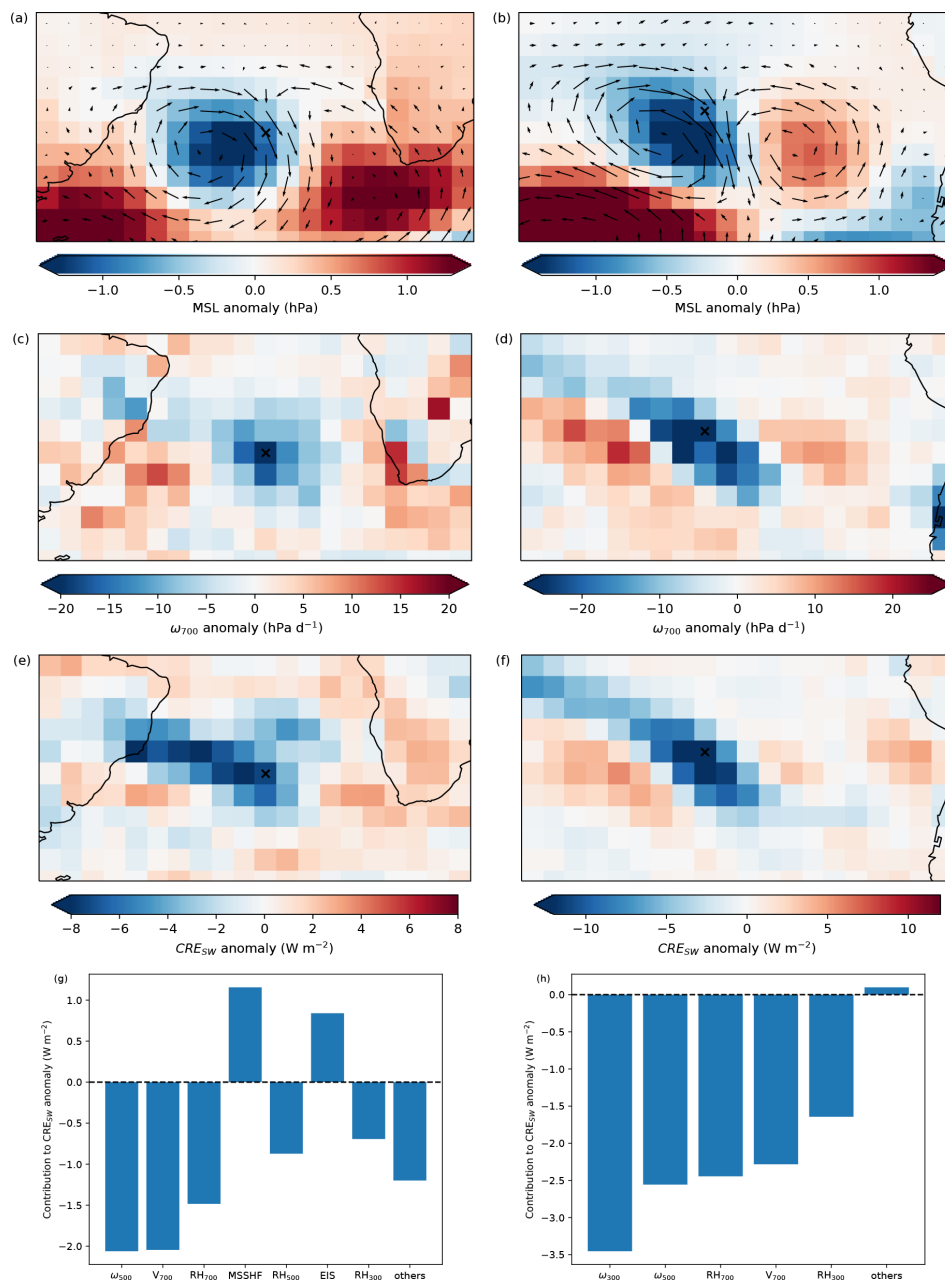 (a)
(b)
−1.0 −0.5 0.0 0.5 1.0
MSL anomaly (hPa)
−1.0 −0.5 0.0 0.5 1.0
MSL anomaly (hPa)
(c)
(d)
−20 −15 −10 −5 0 5 10 15 20
ω700 anomaly (hPa d−1)
−20 −10 0 10 20
ω700 anomaly (hPa d−1)
(e)
(f)
−8 −6 −4 −2 0 2 4 6 8
CRESW anomaly (W m−2)
−10 −5 0 5 10
CRESW anomaly (W m−2)
(g)
Contribution to CRESW anomaly (W m−2)
1.0
0.5
0.0
−0.5
−1.0
−1.5
−2.0
ω500 V700 RH700 MSSHF RH500 EIS RH300 others
(h)
Contribution to CRESW anomaly (W m−2)
0.0
−0.5
−1.0
−1.5
−2.0
−2.5
−3.0
−3.5
ω300 ω500 RH700 V700 RH300 others